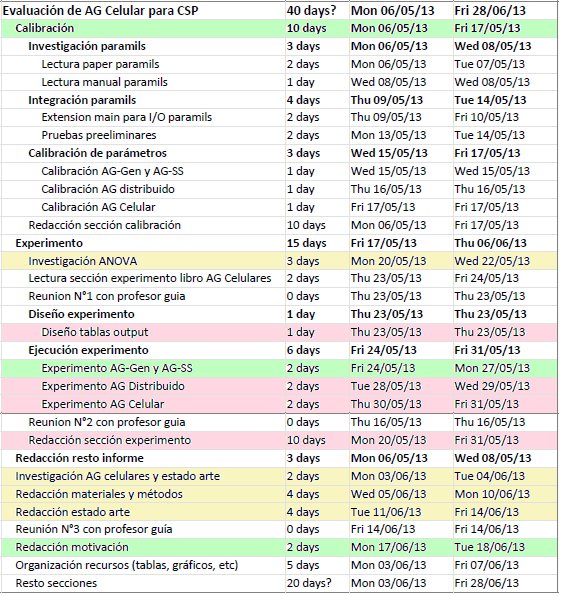 Evaluación de AG Celular para CSP 40 days? Mon 06/05/13 Fri 28/06/13
Calibración 10 days Mon 06/05/13 Fri 17/05/13
Investigación paramils 3 days Mon 06/05/13 Wed 08/05/13
Lectura paper paramils 2 days Mon 06/05/13 Tue 07/05/13
Lectura manual paramils 1 day Wed 08/05/13 Wed 08/05/13
Integración paramils 4 days Thu 09/05/13 Tue 14/05/13
Extension main para I/O paramils 2 days Thu 09/05/13 Fri 10/05/13
Pruebas preeliminares 2 days Mon 13/05/13 Tue 14/05/13
Calibración de parámetros 3 days Wed 15/05/13 Fri 17/05/13
Calibración AG-Gen y AG-SS 1 day Wed 15/05/13 Wed 15/05/13
Calibración AG distribuido 1 day Thu 16/05/13 Thu 16/05/13
Calibración AG Celular 1 day Fri 17/05/13 Fri 17/05/13
Redacción sección calibración 10 days Mon 06/05/13 Fri 17/05/13
Experimento 15 days Fri 17/05/13 Thu 06/06/13
Investigación ANOVA 3 days Mon 20/05/13 Wed 22/05/13
Lectura sección experimento libro AG Celulares 2 days Thu 23/05/13 Fri 24/05/13
Reunion N°1 con profesor guia 0 days Thu 23/05/13 Thu 23/05/13
Diseño experimento 1 day Thu 23/05/13 Thu 23/05/13
Diseño tablas output 1 day Thu 23/05/13 Thu 23/05/13
Ejecución experimento 6 days Fri 24/05/13 Fri 31/05/13
Experimento AG-Gen y AG-SS 2 days Fri 24/05/13 Mon 27/05/13
Experimento AG Distribuido 2 days Tue 28/05/13 Wed 29/05/13
Experimento AG Celular 2 days Thu 30/05/13 Fri 31/05/13
Reunion N°2 con profesor guia 0 days Thu 16/05/13 Thu 16/05/13
Redacción sección experimento 10 days Mon 20/05/13 Fri 31/05/13
Redacción resto informe 3 days Mon 06/05/13 Wed 08/05/13
Investigación AG celulares y estado arte 2 days Mon 03/06/13 Tue 04/06/13
Redacción materiales y métodos 4 days Wed 05/06/13 Mon 10/06/13
Redacción estado arte 4 days Tue 11/06/13 Fri 14/06/13
Reunión N°3 con profesor guía 0 days Fri 14/06/13 Fri 14/06/13
Redacción motivación 2 days Mon 17/06/13 Tue 18/06/13
Organización recursos (tablas, gráficos, etc) 5 days Mon 03/06/13 Fri 07/06/13
Resto secciones 20 days? Mon 03/06/13 Fri 28/06/13